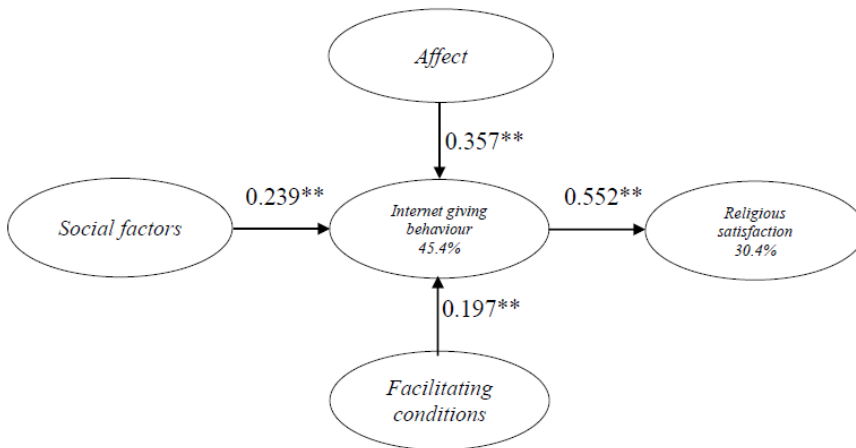 Affect
0.357**
0.239**
0.552**
Social factors
Internet giving
behaviour
45.4%
Religious
satisfaction
30.4%
0.197**
Facilitating
conditions